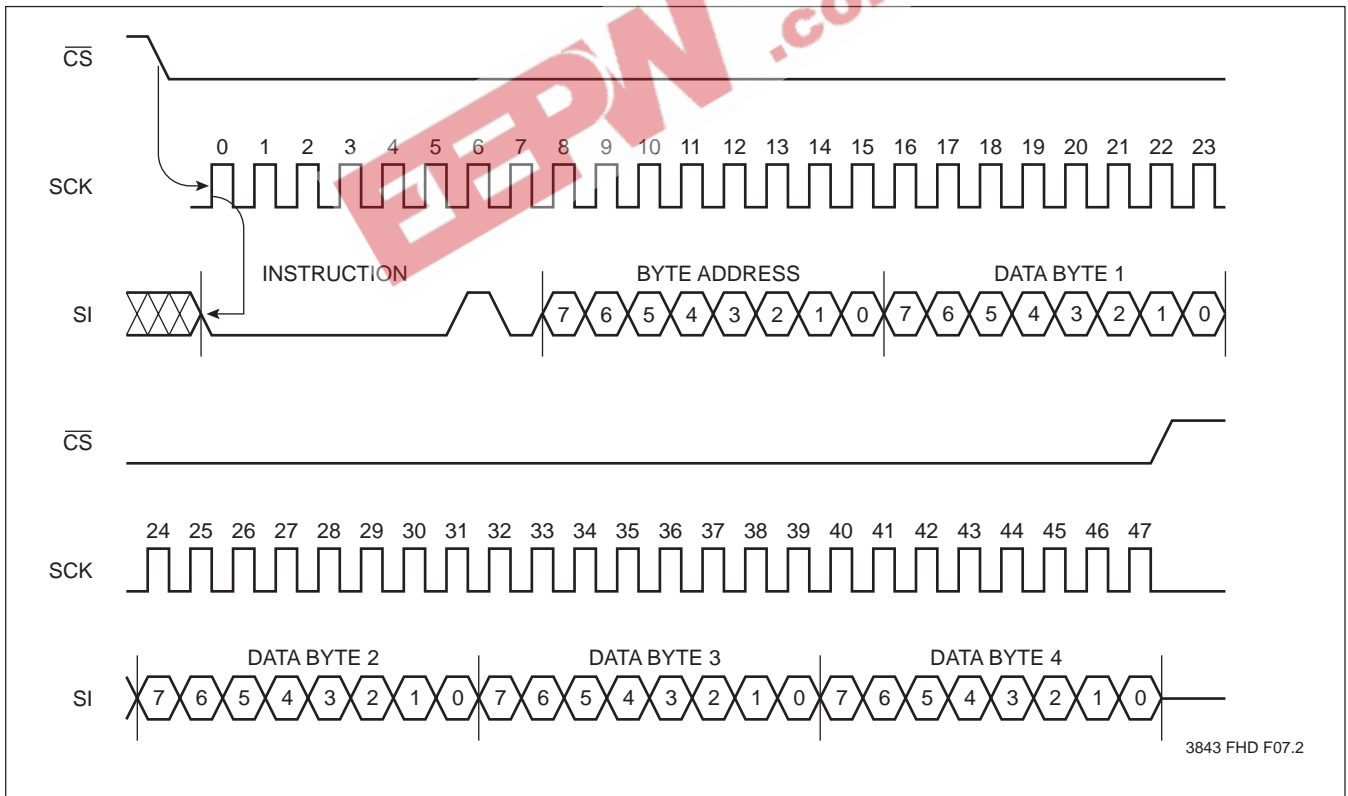 EEPW .com
CS
0 1 2 3 4 5 6 7 8 9 10 11 12 13 14 15 16 17 18 19 20 21 22 23
SCK
INSTRUCTION BYTE ADDRESS DATA BYTE 1
SI 7 6 5 4 3 2 1 0 7 6 5 4 3 2 1 0
CS
24 25 26 27 28 29 30 31 32 33 34 35 36 37 38 39 40 41 42 43 44 45 46 47
SCK
DATA BYTE 2 DATA BYTE 3 DATA BYTE 4
SI 7 6 5 4 3 2 1 0 7 6 5 4 3 2 1 0 7 6 5 4 3 2 1 0
3843 FHD F07.2